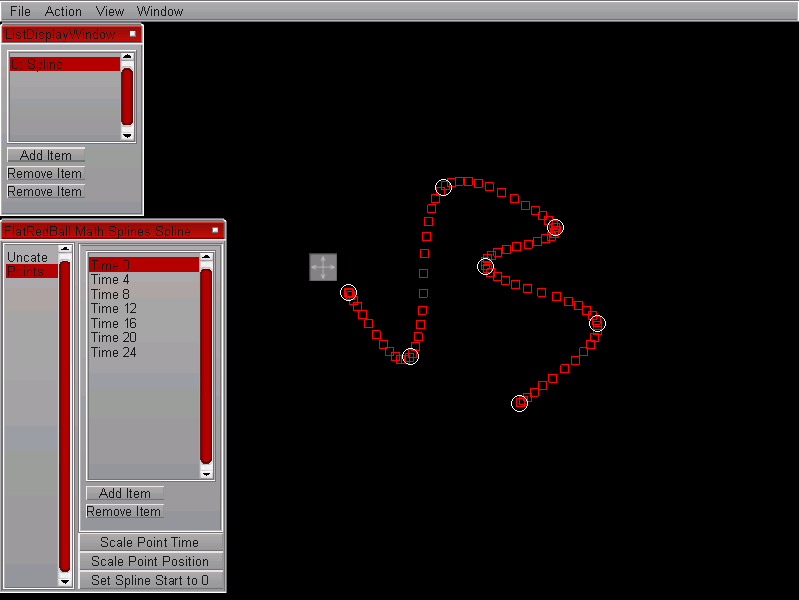 File Action View Window
ListDisplayWindow
0: Spline
Add Item
Remove Item
Remove Item
FlatRedBall Math Splines Spline
Uncate
Points
Time 0
Time 4
Time 8
Time 12
Time 16
Time 20
Time 24
Add Item
Remove Item
Scale Point Time
Scale Point Position
Set Spline Start to 0